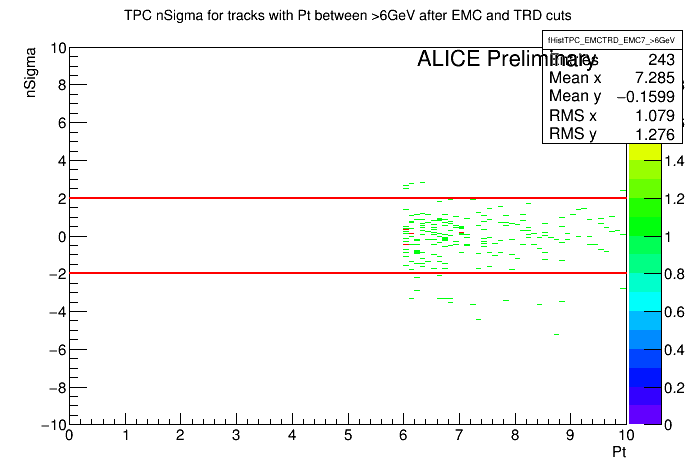 TPC nSigma for tracks with Pt between >6GeV after EMC and TRD cuts
fHistTPC_EMCTRD_EMC7_>6GeV
ALICE Preliminary
Entries 243
Mean x 7.285
Mean y −0.1599
RMS x 1.079
RMS y 1.276
nSigma
10
8
6
4
2
0
−2
−4
−6
−8
−10
0 1 2 3 4 5 6 7 8 9 10
Pt
1.4
1.2
1
0.8
0.6
0.4
0.2
0